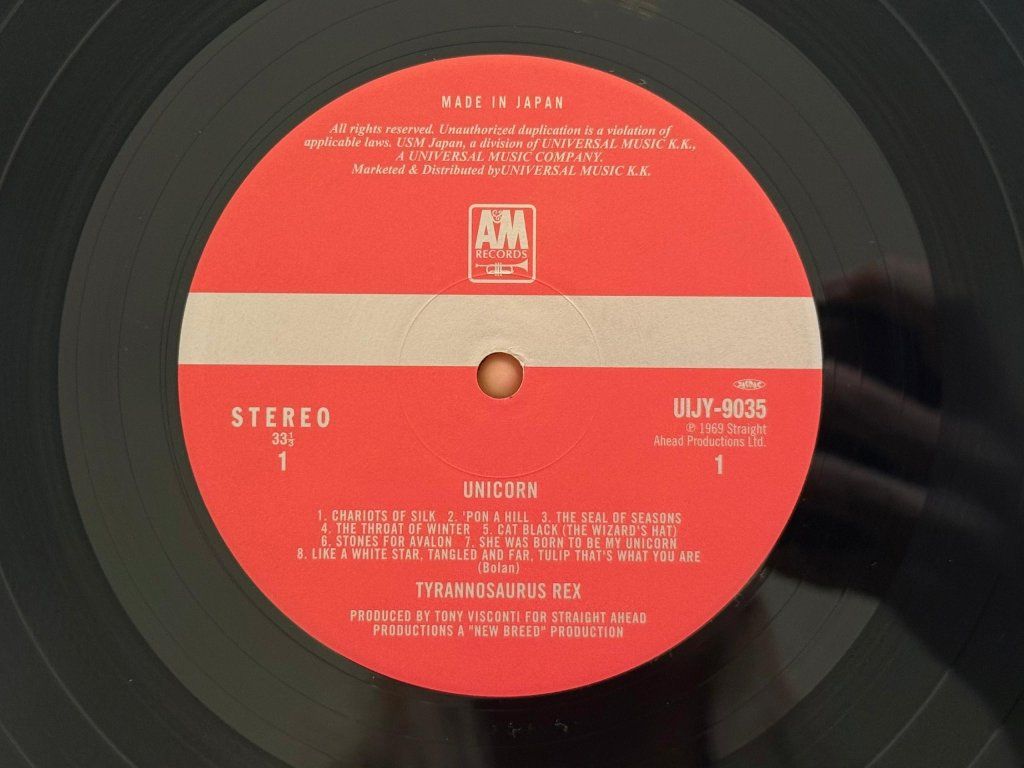 MADE IN JAPAN
All rights reserved. Unauthorized duplication is a violation of
applicable laws. USM Japan, a division of UNIVERSAL MUSIC K.K.,
A UNIVERSAL MUSIC COMPANY.
Marketed & Distributed byUNIVERSAL MUSIC K.K.
A&M
RECORDS
STEREO
33⅓
1
UIJY-9035
℗ 1969 Straight
Ahead Productions Ltd.
1
UNICORN
1. CHARIOTS OF SILK 2. 'PON A HILL 3. THE SEAL OF SEASONS
4. THE THROAT OF WINTER 5. CAT BLACK (THE WIZARD'S HAT)
6. STONES FOR AVALON 7. SHE WAS BORN TO BE MY UNICORN
8. LIKE A WHITE STAR, TANGLED AND FAR, TULIP THAT'S WHAT YOU ARE
(Bolan)
TYRANNOSAURUS REX
PRODUCED BY TONY VISCONTI FOR STRAIGHT AHEAD
PRODUCTIONS A "NEW BREED" PRODUCTION